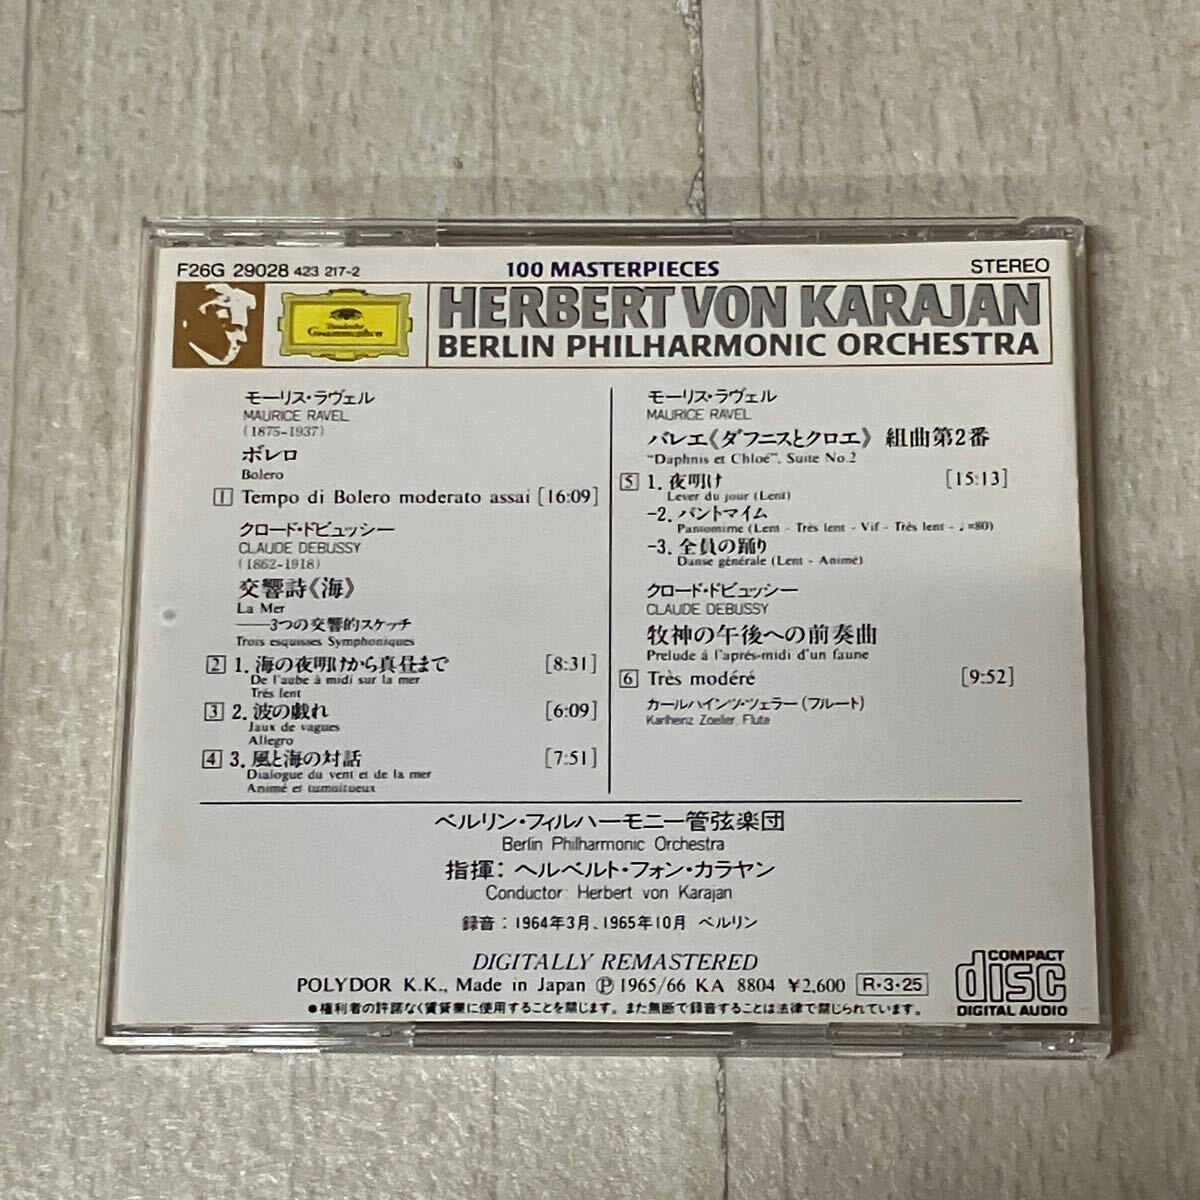 F26G 29028 423 217-2
100 MASTERPIECES
STEREO
Deutsche
Grammophon
HERBERT VON KARAJAN
BERLIN PHILHARMONIC ORCHESTRA
モーリス・ラヴェル
MAURICE RAVEL
(1875-1937)
ボレロ
Bolero
1 Tempo di Bolero moderato assai [16:09]
クロード・ドビュッシー
CLAUDE DEBUSSY
(1862-1918)
交響詩《海》
La Mer
——3つの交響的スケッチ
Trois esquisses Symphoniques
2 1. 海の夜明けから真昼まで [8:31]
De l'aube à midi sur la mer
Très lent
3 2. 波の戯れ [6:09]
Jaux de vagues
Allegro
4 3. 風と海の対話 [7:51]
Dialogue du vent et de la mer
Animé et tumuitueux
モーリス・ラヴェル
MAURICE RAVEL
バレエ《ダフニスとクロエ》 組曲第2番
"Daphnis et Chloé", Suite No.2
5 1. 夜明け [15:13]
Lever du jour (Lent)
-2. パントマイム
Pantomime (Lent - Très lent - Vif - Très lent - ♩=80)
-3. 全員の踊り
Danse générale (Lent - Animé)
クロード・ドビュッシー
CLAUDE DEBUSSY
牧神の午後への前奏曲
Prelude à l'aprés-midi d'un faune
6 Très modéré [9:52]
カールハインツ・ツェラー(フルート)
Karlheinz Zoeller, Flute
ベルリン・フィルハーモニー管弦楽団
Berlin Philharmonic Orchestra
指揮: ヘルベルト・フォン・カラヤン
Conductor: Herbert von Karajan
録音: 1964年3月、1965年10月 ベルリン
DIGITALLY REMASTERED
POLYDOR K.K., Made in Japan Ⓟ 1965/66 KA 8804 ¥2,600 R・3・25
●権利者の許諾なく賃貸業に使用することを禁じます。また無断で録音することは法律で禁じられています。
COMPACT
disc
DIGITAL AUDIO